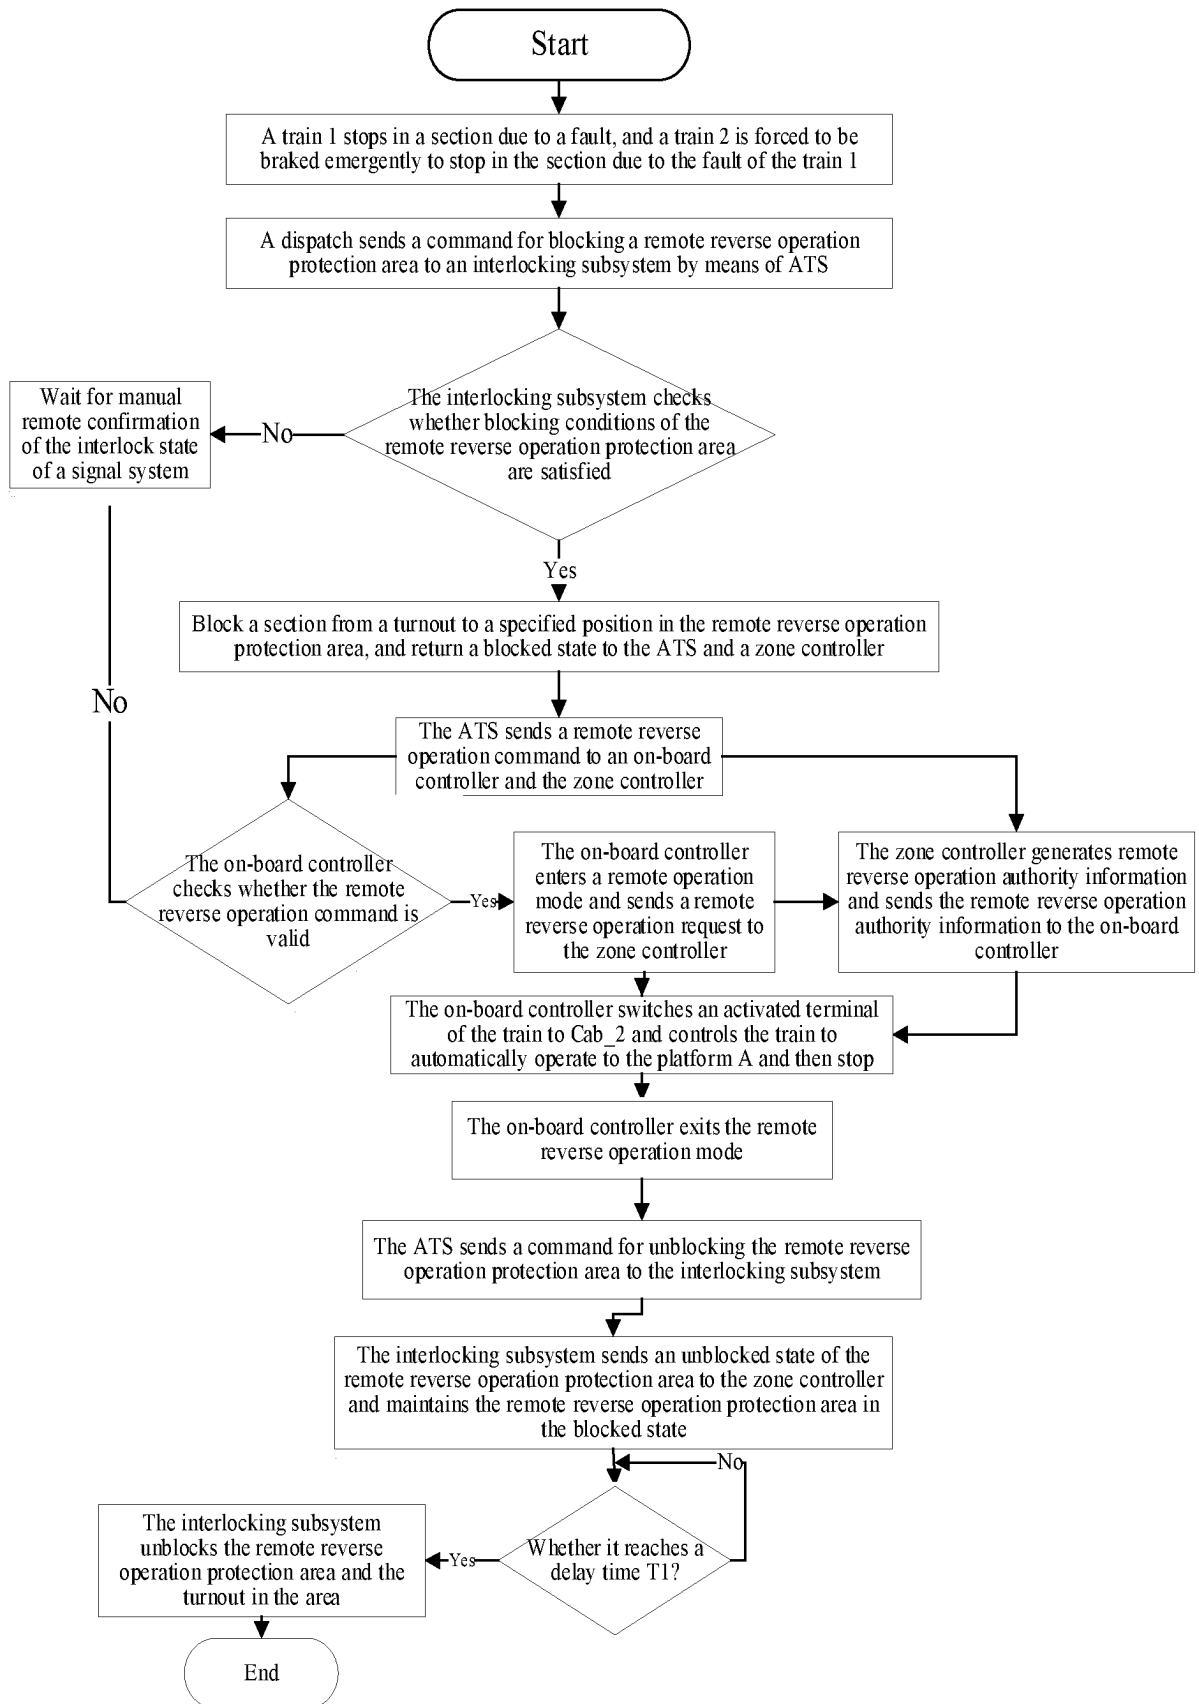 Start
A train 1 stops in a section due to a fault, and a train 2 is forced to be
braked emergently to stop in the section due to the fault of the train 1
A dispatch sends a command for blocking a remote reverse operation
protection area to an interlocking subsystem by means of ATS
The interlocking subsystem checks
whether blocking conditions of the
remote reverse operation protection area
are satisfied
No
Wait for manual
remote confirmation
of the interlock state
of a signal system
Yes
Block a section from a turnout to a specified position in the remote reverse operation
protection area, and return a blocked state to the ATS and a zone controller
No
The ATS sends a remote reverse
operation command to an on-board
controller and the zone controller
The on-board controller
checks whether the remote
reverse operation command is
valid
Yes
The on-board controller
enters a remote operation
mode and sends a remote
reverse operation request to
the zone controller
The zone controller generates remote
reverse operation authority information
and sends the remote reverse operation
authority information to the on-board
controller
The on-board controller switches an activated terminal
of the train to Cab_2 and controls the train to
automatically operate to the platform A and then stop
The on-board controller exits the remote
reverse operation mode
The ATS sends a command for unblocking the remote reverse
operation protection area to the interlocking subsystem
The interlocking subsystem sends an unblocked state of the
remote reverse operation protection area to the zone controller
and maintains the remote reverse operation protection area in
the blocked state
No
Whether it reaches a
delay time T1?
Yes
The interlocking subsystem
unblocks the remote reverse
operation protection area and the
turnout in the area
End